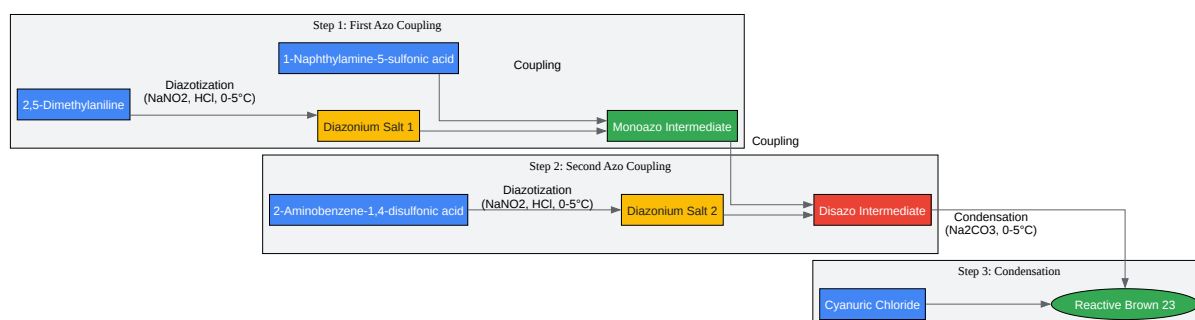 Step 1: First Azo Coupling
1-Naphthylamine-5-sulfonic acid
Coupling
Diazotization
(NaNO2, HCl, 0-5°C)
2,5-Dimethylaniline
Diazonium Salt 1
Monoazo Intermediate
Coupling
Step 2: Second Azo Coupling
Diazotization
(NaNO2, HCl, 0-5°C)
2-Aminobenzene-1,4-disulfonic acid
Diazonium Salt 2
Disazo Intermediate
Condensation
(Na2CO3, 0-5°C)
Step 3: Condensation
Cyanuric Chloride
Reactive Brown 23